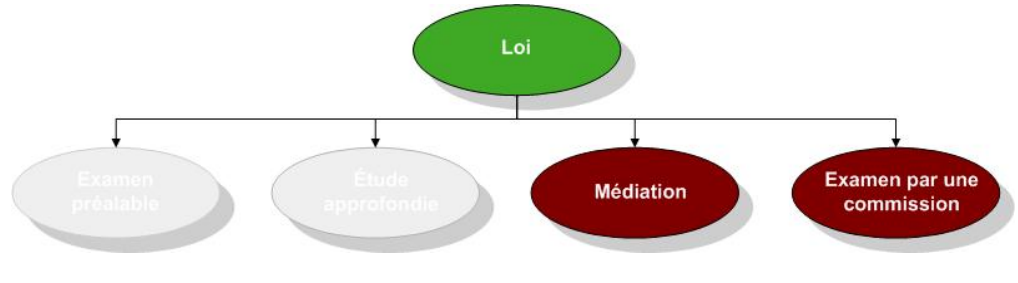 Loi
Examen
préalable
Étude
approfondie
Médiation
Examen par une
commission